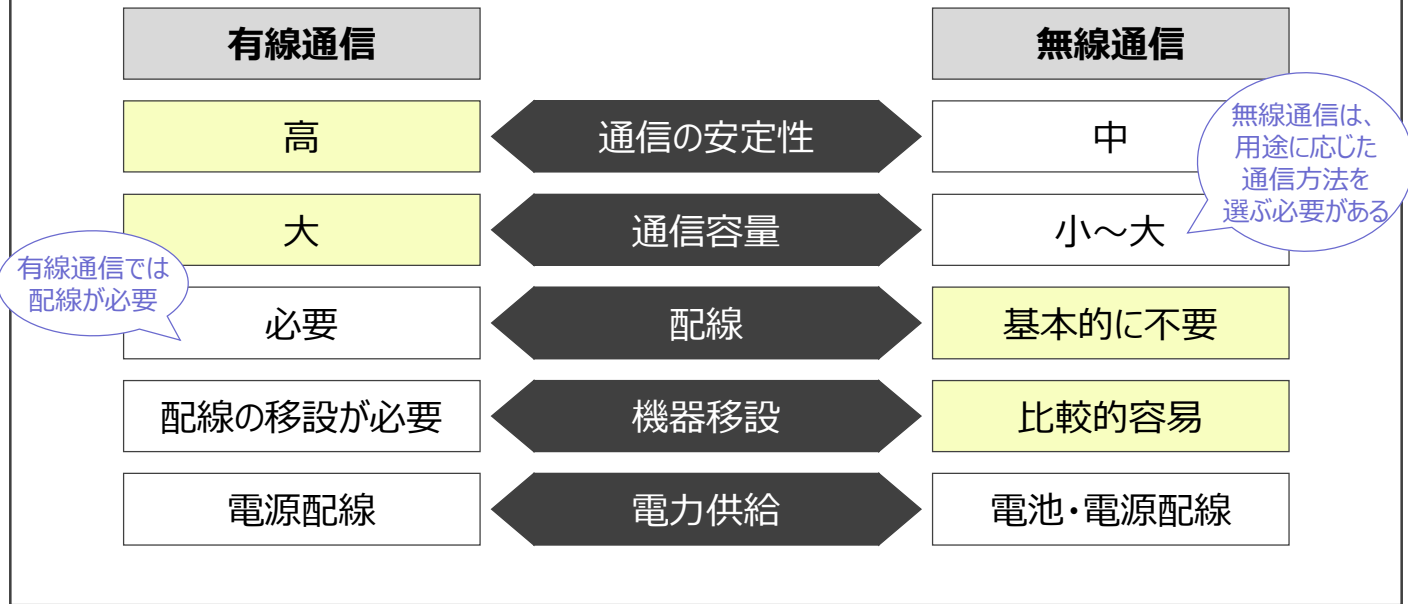 有線通信
無線通信
高
通信の安定性
中
無線通信は、
用途に応じた
通信方法を
選ぶ必要がある
大
通信容量
小～大
有線通信では
配線が必要
必要
配線
基本的に不要
配線の移設が必要
機器移設
比較的容易
電源配線
電力供給
電池・電源配線